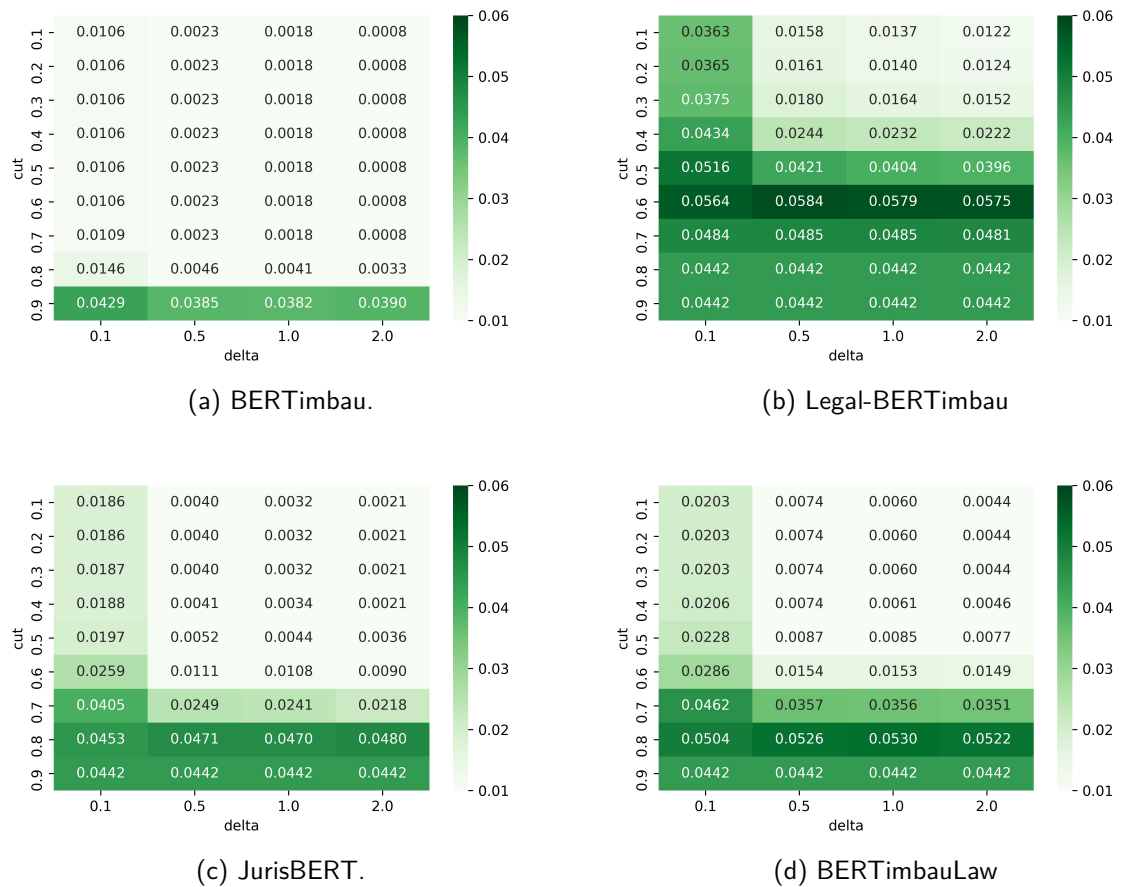 0.1 0.0106 0.0023 0.0018 0.0008 0.06
0.2 0.0106 0.0023 0.0018 0.0008
0.3 0.0106 0.0023 0.0018 0.0008 0.05
0.4 0.0106 0.0023 0.0018 0.0008 0.04
cut 0.5 0.0106 0.0023 0.0018 0.0008
0.6 0.0106 0.0023 0.0018 0.0008 0.03
0.7 0.0109 0.0023 0.0018 0.0008
0.8 0.0146 0.0046 0.0041 0.0033 0.02
0.9 0.0429 0.0385 0.0382 0.0390 0.01
0.1 0.5 1.0 2.0
delta
(a) BERTimbau.
0.1 0.0363 0.0158 0.0137 0.0122 0.06
0.2 0.0365 0.0161 0.0140 0.0124
0.3 0.0375 0.0180 0.0164 0.0152 0.05
0.4 0.0434 0.0244 0.0232 0.0222 0.04
cut 0.5 0.0516 0.0421 0.0404 0.0396
0.6 0.0564 0.0584 0.0579 0.0575 0.03
0.7 0.0484 0.0485 0.0485 0.0481
0.8 0.0442 0.0442 0.0442 0.0442 0.02
0.9 0.0442 0.0442 0.0442 0.0442 0.01
0.1 0.5 1.0 2.0
delta
(b) Legal-BERTimbau
0.1 0.0186 0.0040 0.0032 0.0021 0.06
0.2 0.0186 0.0040 0.0032 0.0021
0.3 0.0187 0.0040 0.0032 0.0021 0.05
0.4 0.0188 0.0041 0.0034 0.0021 0.04
cut 0.5 0.0197 0.0052 0.0044 0.0036
0.6 0.0259 0.0111 0.0108 0.0090 0.03
0.7 0.0405 0.0249 0.0241 0.0218
0.8 0.0453 0.0471 0.0470 0.0480 0.02
0.9 0.0442 0.0442 0.0442 0.0442 0.01
0.1 0.5 1.0 2.0
delta
(c) JurisBERT.
0.1 0.0203 0.0074 0.0060 0.0044 0.06
0.2 0.0203 0.0074 0.0060 0.0044
0.3 0.0203 0.0074 0.0060 0.0044 0.05
0.4 0.0206 0.0074 0.0061 0.0046 0.04
cut 0.5 0.0228 0.0087 0.0085 0.0077
0.6 0.0286 0.0154 0.0153 0.0149 0.03
0.7 0.0462 0.0357 0.0356 0.0351
0.8 0.0504 0.0526 0.0530 0.0522 0.02
0.9 0.0442 0.0442 0.0442 0.0442 0.01
0.1 0.5 1.0 2.0
delta
(d) BERTimbauLaw